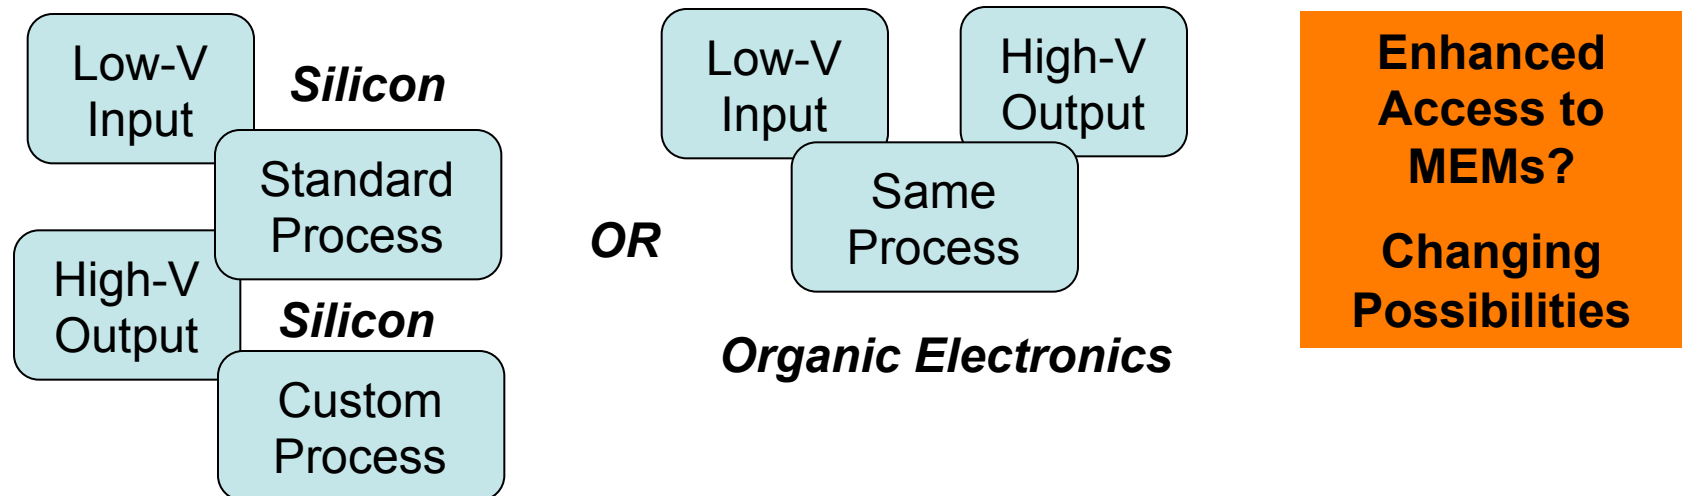 Low-V
Input
Silicon
Standard
Process
High-V
Output
Silicon
Custom
Process
OR
Low-V
Input
High-V
Output
Same
Process
Organic Electronics
Enhanced
Access to
MEMs?
Changing
Possibilities